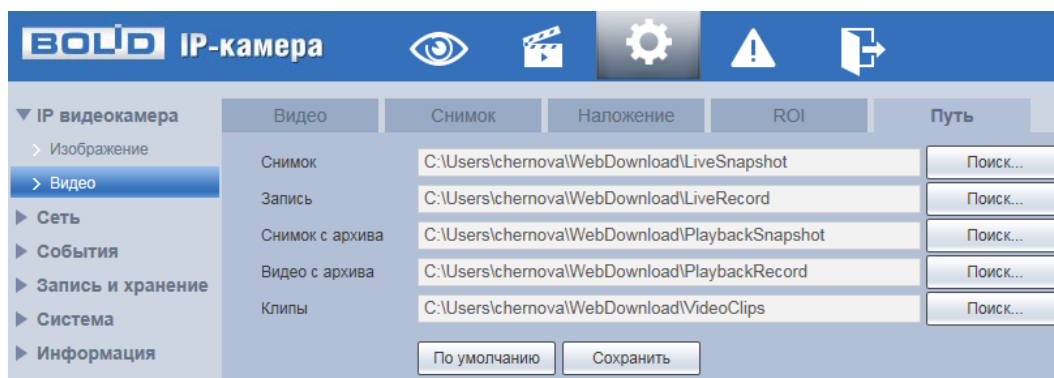 BOLID IP-камера
IP видеокамера
Изображение
Видео
Сеть
События
Запись и хранение
Система
Информация
Видео Снимок Наложение ROI Путь
Снимок C:\Users\chernova\WebDownload\LiveSnapshot Поиск...
Запись C:\Users\chernova\WebDownload\LiveRecord Поиск...
Снимок с архива C:\Users\chernova\WebDownload\PlaybackSnapshot Поиск...
Видео с архива C:\Users\chernova\WebDownload\PlaybackRecord Поиск...
Клипы C:\Users\chernova\WebDownload\VideoClips Поиск...
По умолчанию Сохранить